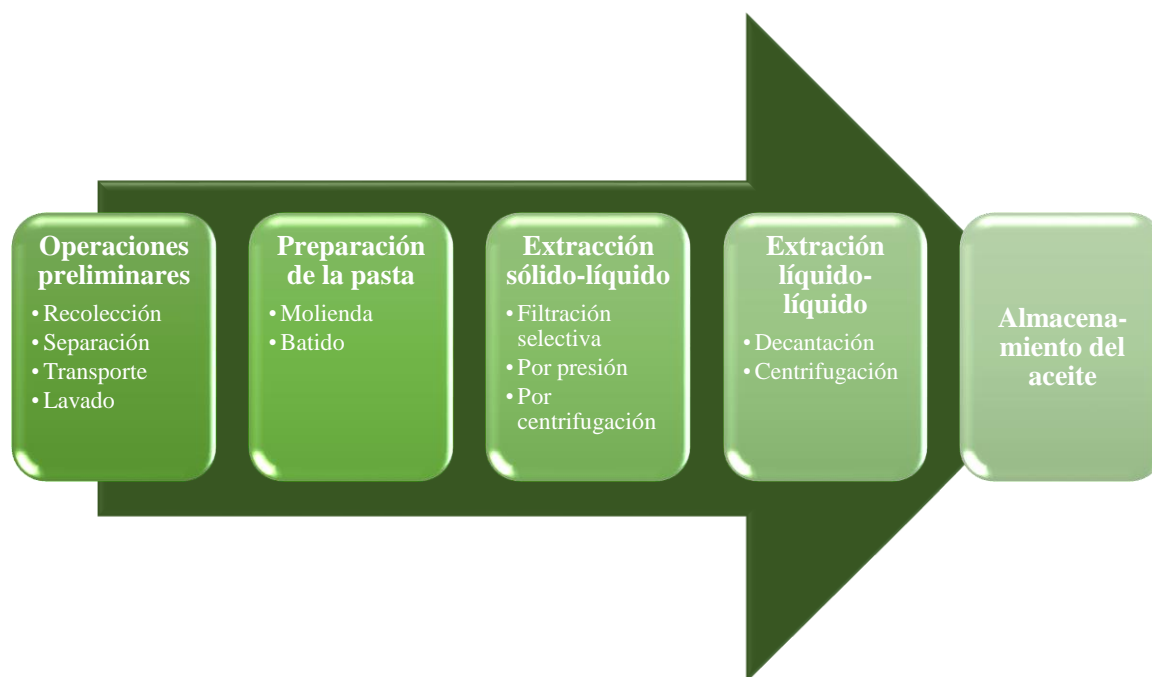 Operaciones
preliminares
• Recolección
• Separación
• Transporte
• Lavado
Preparación
de la pasta
• Molienda
• Batido
Extracción
sólido-líquido
• Filtración
selectiva
• Por presión
• Por
centrifugación
Extración
líquido-
líquido
• Decantación
• Centrifugación
Almacena-
miento del
aceite